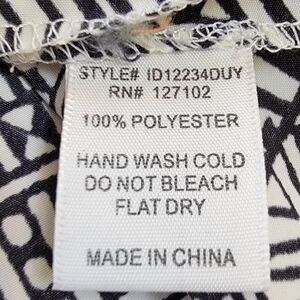 STYLE# ID12234DUY
RN# 127102
100% POLYESTER
HAND WASH COLD
DO NOT BLEACH
FLAT DRY
MADE IN CHINA